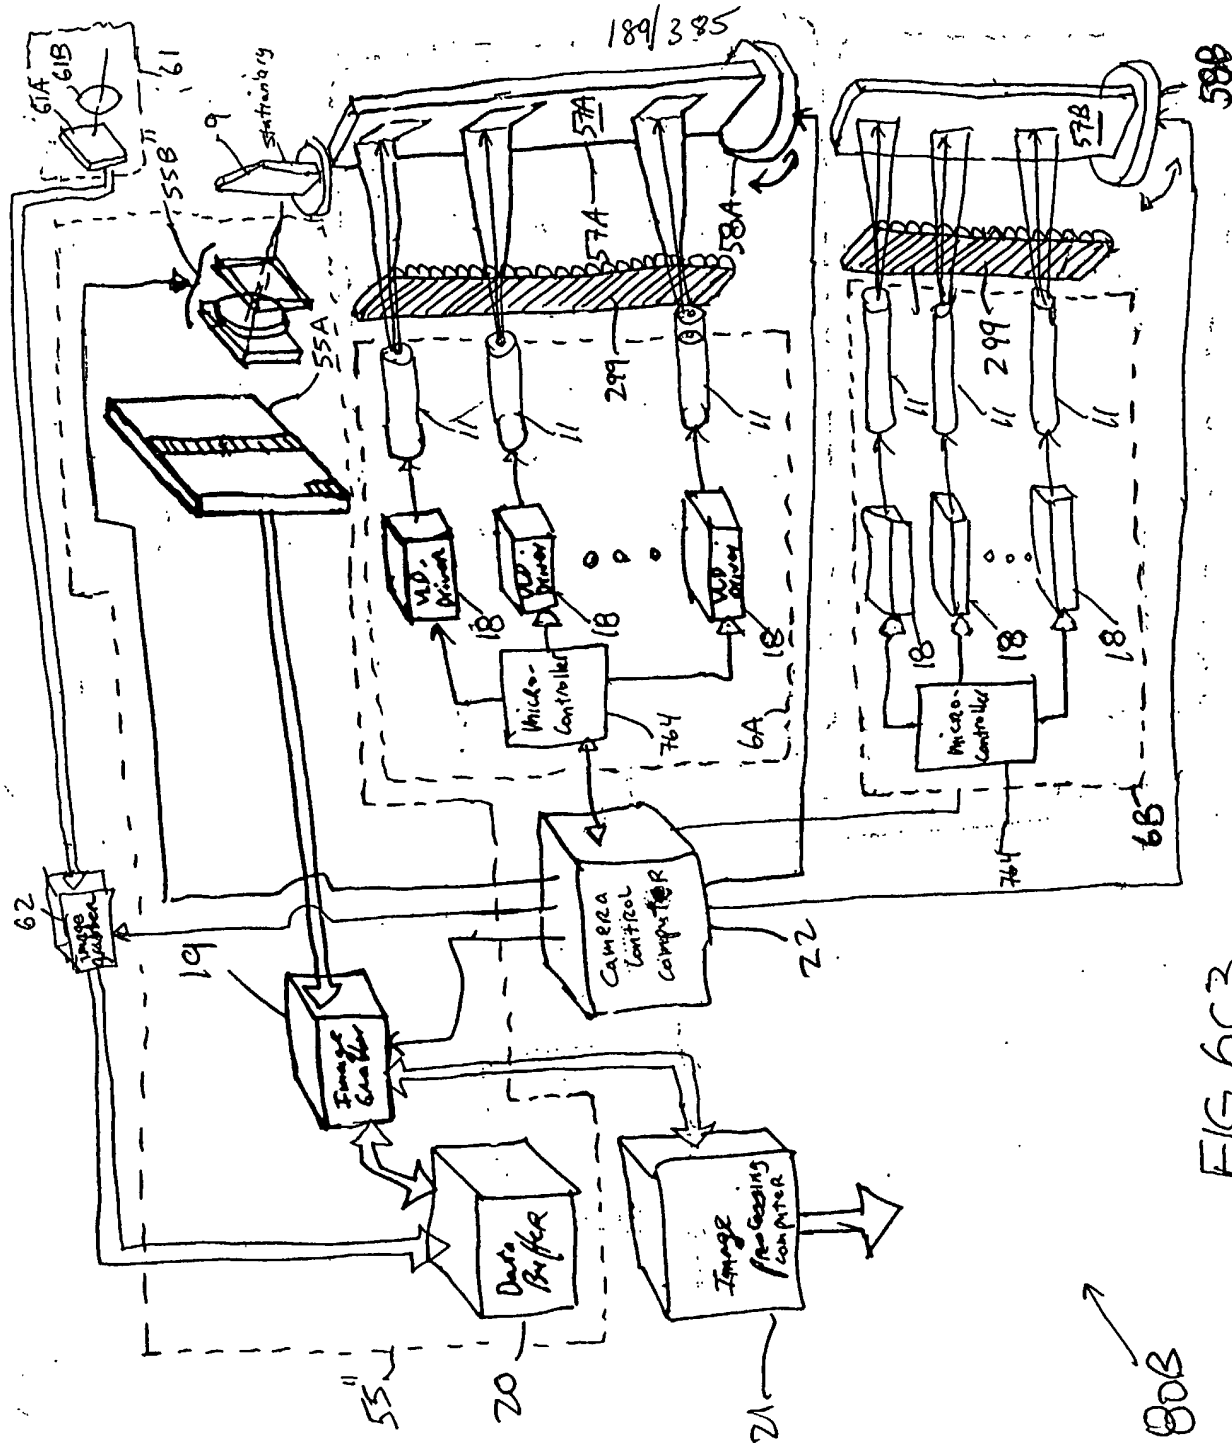 189/385
61A
61B
61
9
stationary
55B"
55A
57A
57A
58A
57B
58B
299
299
11
11
11
11
11
11
VLD
Driver
VLD
Driver
VLD
Driver
18
18
18
18
18
18
Micro-
Controller
764
6A
Micro-
Controller
764
6B
62
Image
Grabber
19
Image
Grabber
Camera
Control
Computer
22
Data
Buffer
20
55"
Image
Processing
Computer
21
80B
FIG. 6C3